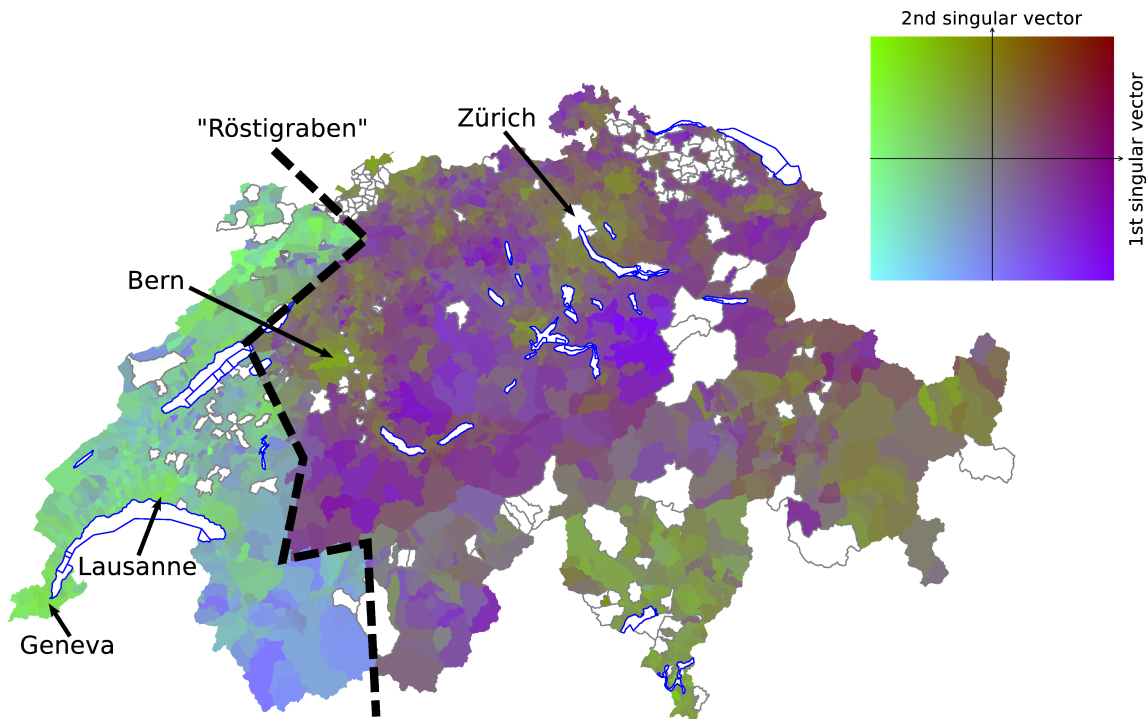 2nd singular vector
1st singular vector
Zürich
"Röstigraben"
Bern
Lausanne
Geneva